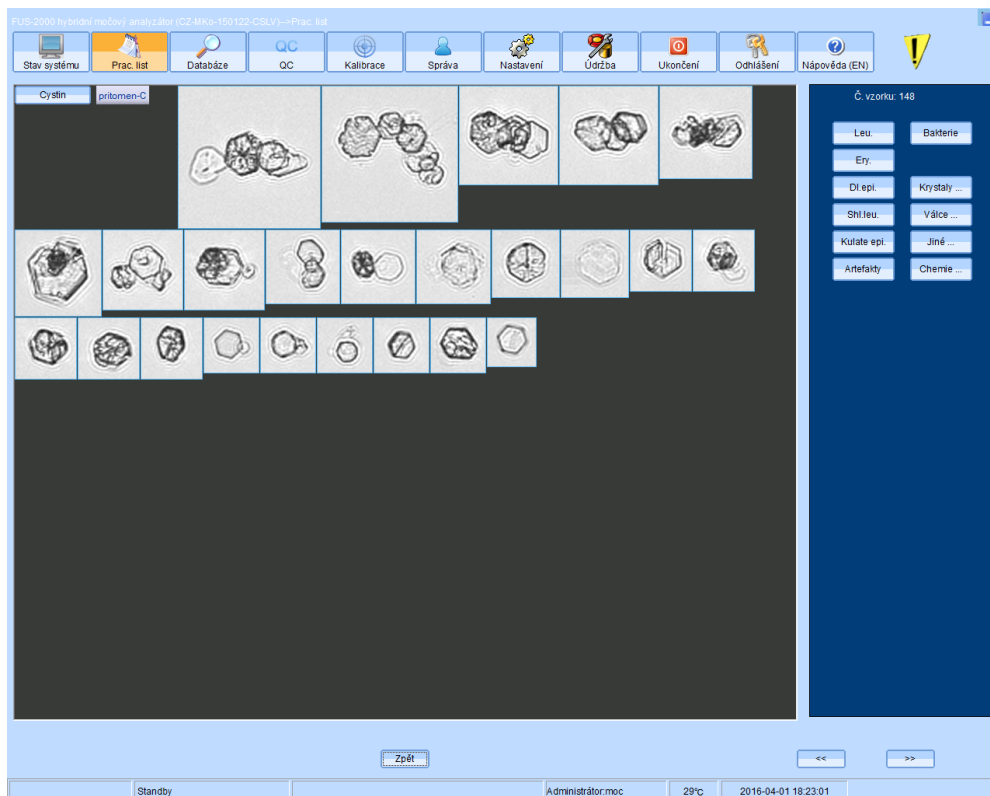 FUS-2000 hybridní močový analyzátor (CZ-MKo-150122-CSLV)-->Prac. list
QC
Stav systému Prac. list Databáze QC Kalibrace Správa Nastavení Údržba Ukončení Odhlášení Nápověda (EN)
Cystin pritomen-C
Č. vzorku: 148
Leu. Bakterie
Ery.
Dl.epi. Krystaly ...
Shl.leu. Válce ...
Kulate epi. Jiné ...
Artefakty Chemie ...
Zpět << >>
Standby Administrátor:moc 29℃ 2016-04-01 18:23:01